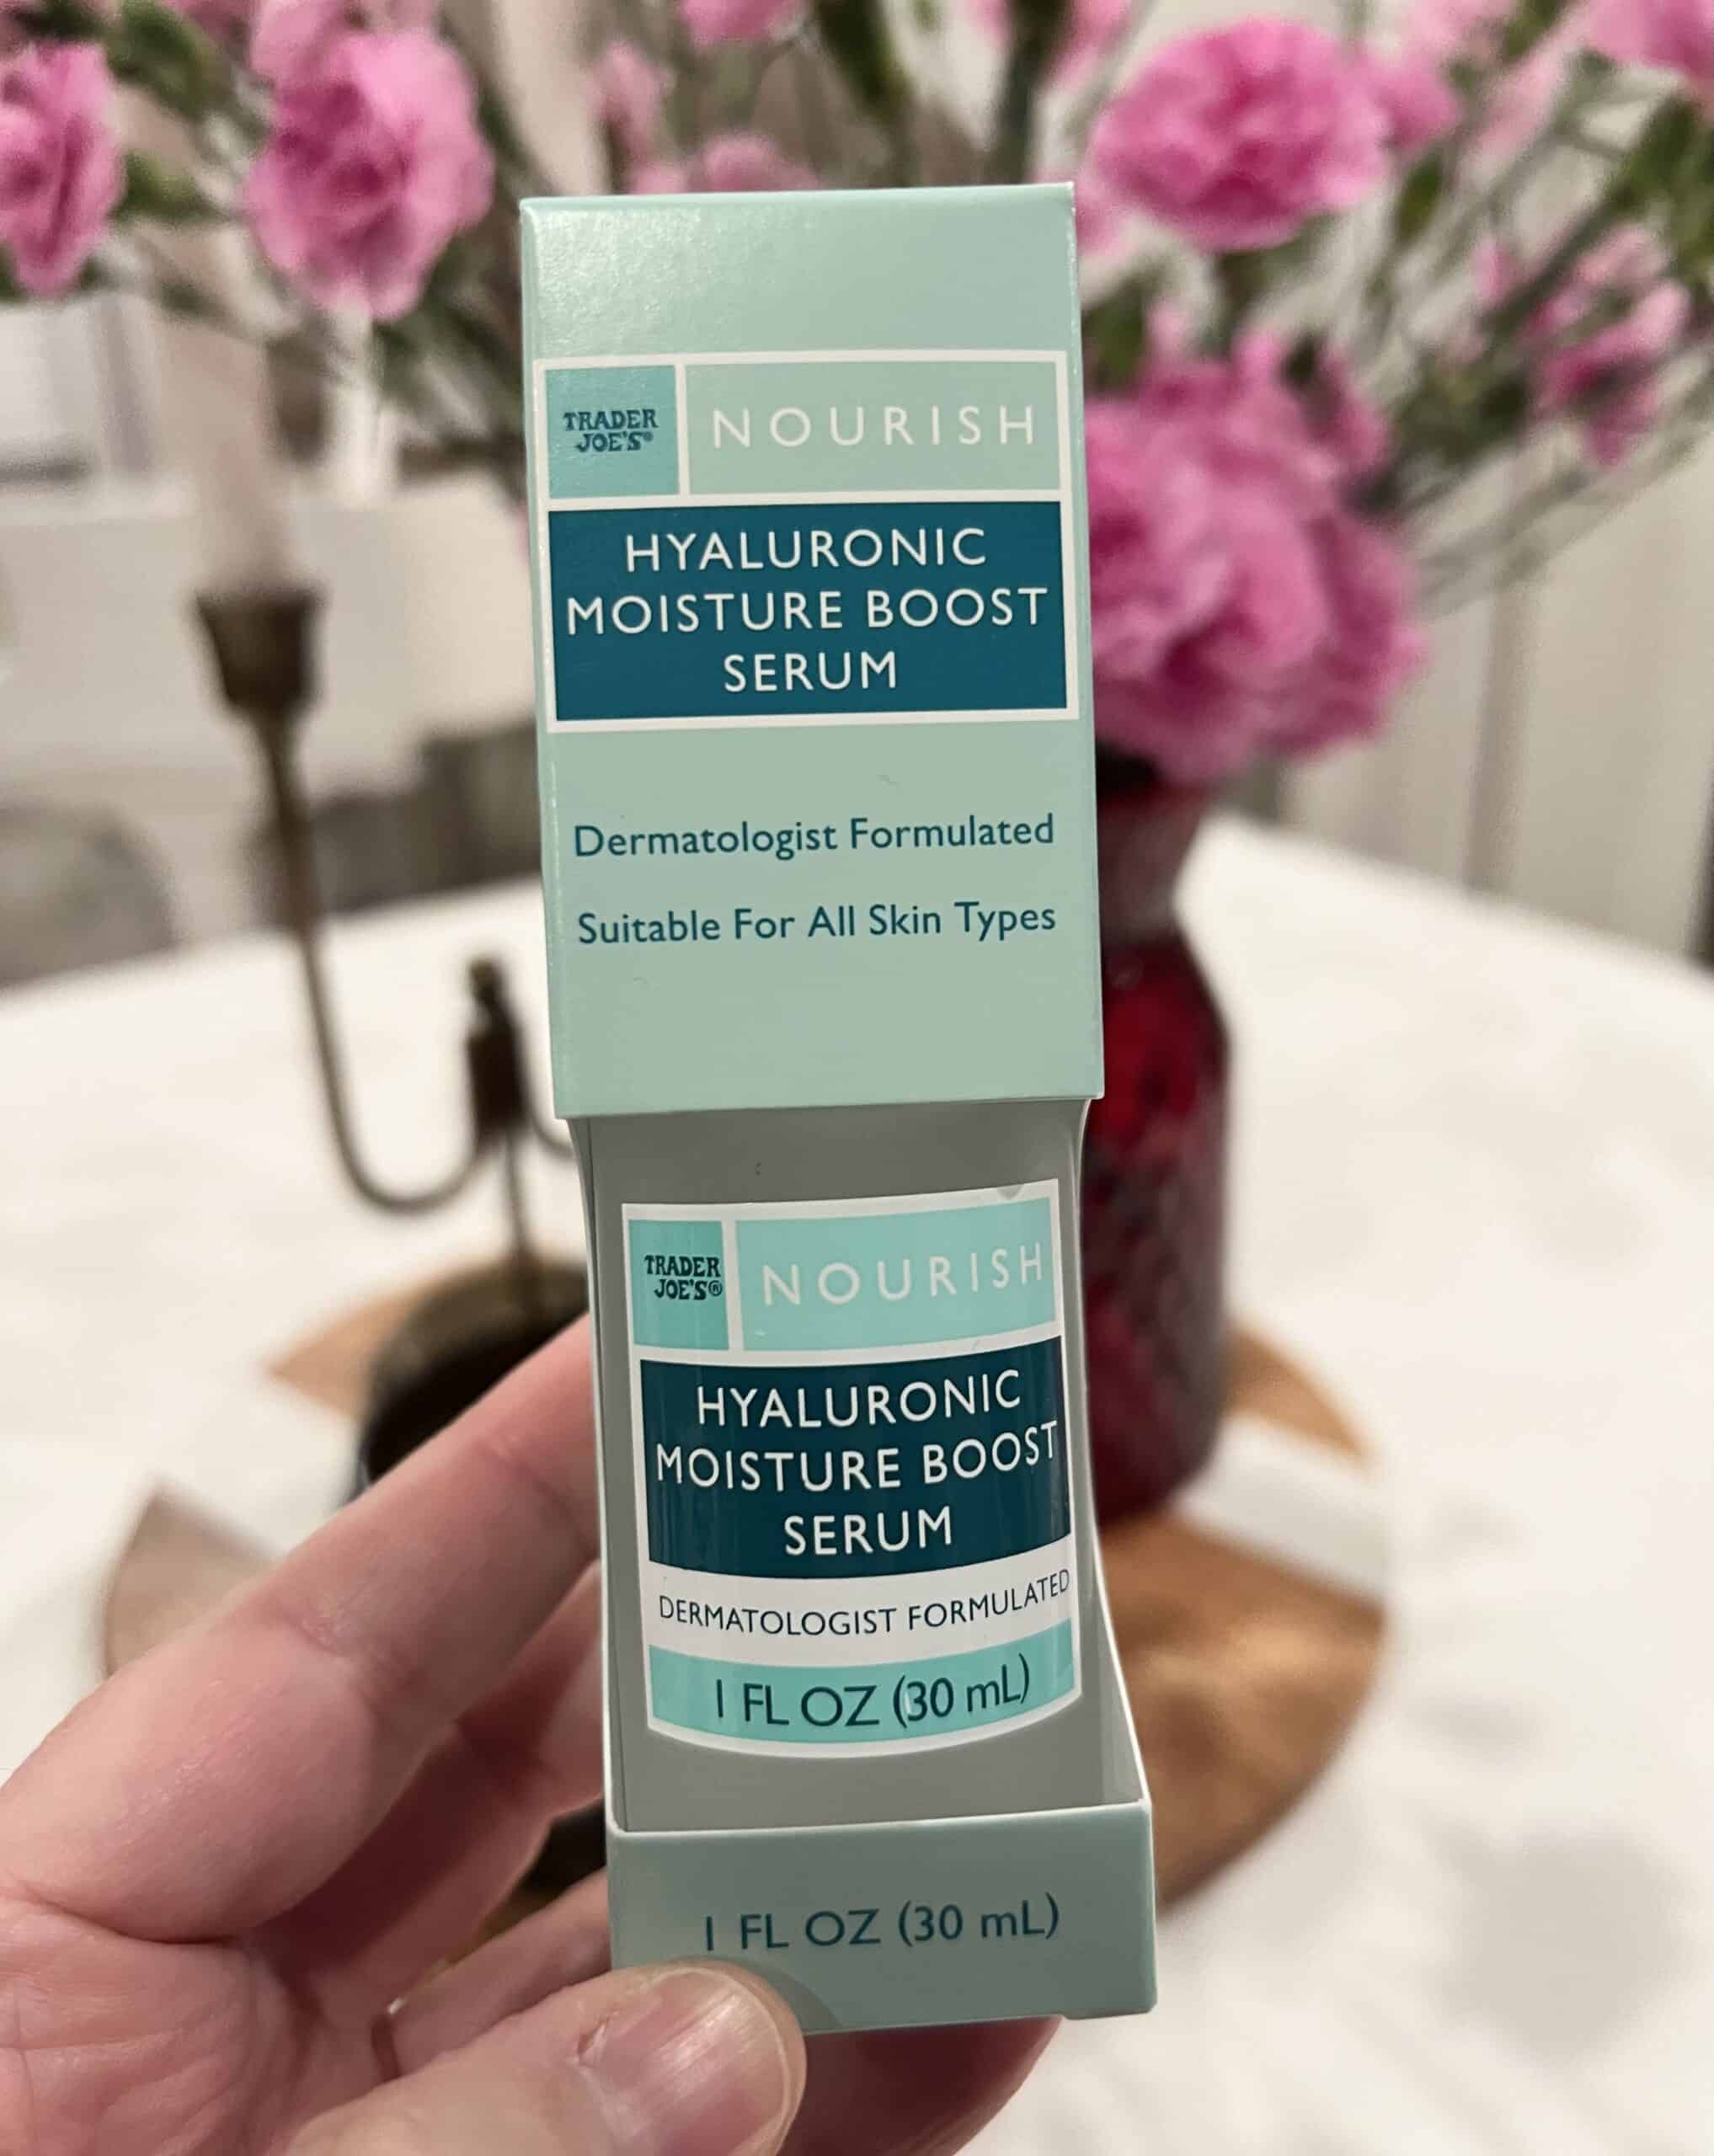 TRADER
JOE'S®
NOURISH
HYALURONIC
MOISTURE BOOST
SERUM
Dermatologist Formulated
Suitable For All Skin Types
TRADER
JOE'S®
NOURISH
HYALURONIC
MOISTURE BOOST
SERUM
DERMATOLOGIST FORMULATED
1 FL OZ (30 mL)
1 FL OZ (30 mL)